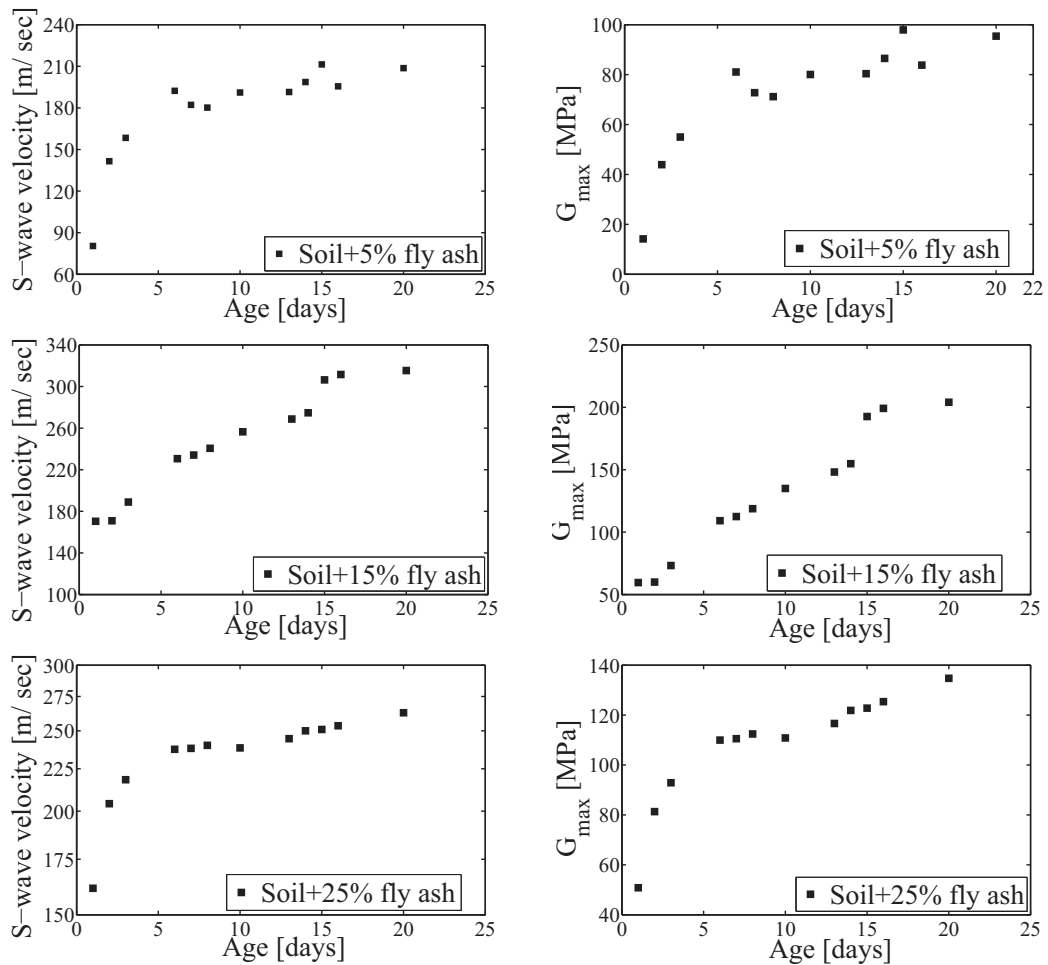 240
210
180
150
120
90
60
S-wave velocity [m/ sec]
0 5 10 15 20 25
Age [days]
Soil+5% fly ash
100
80
60
40
20
0
Gmax [MPa]
0 5 10 15 20 22
Age [days]
Soil+5% fly ash
340
300
260
220
180
140
100
S-wave velocity [m/ sec]
0 5 10 15 20 25
Age [days]
Soil+15% fly ash
250
200
150
100
50
Gmax [MPa]
0 5 10 15 20 25
Age [days]
Soil+15% fly ash
300
275
250
225
200
175
150
S-wave velocity [m/ sec]
0 5 10 15 20 25
Age [days]
Soil+25% fly ash
140
120
100
80
60
40
Gmax [MPa]
0 5 10 15 20 25
Age [days]
Soil+25% fly ash